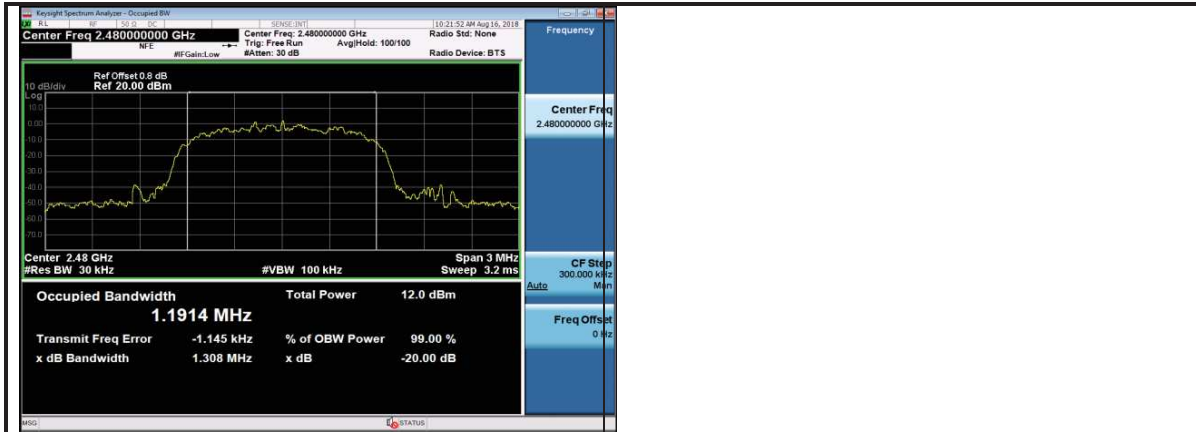 Keysight Spectrum Analyzer - Occupied BW
RL RF 50 Ω DC SENSE:INT 10:21:52 AM Aug 16, 2018
Center Freq 2.480000000 GHz Center Freq: 2.480000000 GHz Radio Std: None
NFE Trig: Free Run Avg|Hold: 100/100
#IFGain:Low #Atten: 30 dB Radio Device: BTS
Frequency
Ref Offset 0.8 dB
10 dB/div Ref 20.00 dBm
Log
10.0
0.00
-10.0
-20.0
-30.0
-40.0
-50.0
-60.0
-70.0
Center 2.48 GHz Span 3 MHz
#Res BW 30 kHz #VBW 100 kHz Sweep 3.2 ms
Center Freq
2.480000000 GHz
CF Step
300.000 kHz
Auto Man
Freq Offset
0 Hz
Occupied Bandwidth Total Power 12.0 dBm
1.1914 MHz
Transmit Freq Error -1.145 kHz % of OBW Power 99.00 %
x dB Bandwidth 1.308 MHz x dB -20.00 dB
MSG STATUS